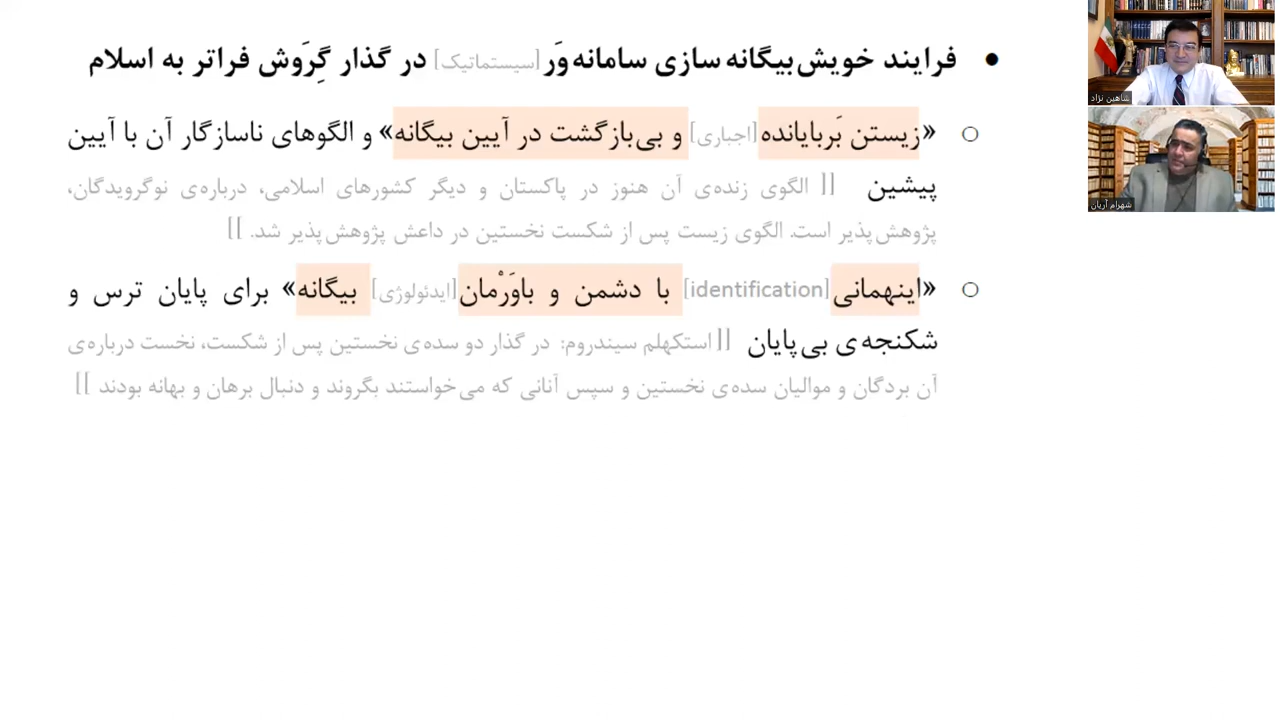 • فرایند خویش‌بیگانه‌سازی سامانه‌وَر [سیستماتیک] در گذار گِرَوش فراتر به اسلام
○ «زیستن بَربایانده [اجباری] و بی‌بازگشت در آیین بیگانه» و الگوهای ناسازگار آن با آیین
پیشین [[ الگوی زنده‌ی آن هنوز در پاکستان و دیگر کشورهای اسلامی، درباره‌ی نوگرویدگان،
پژوهش‌پذیر است. الگوی زیست پس از شکست نخستین در داعش پژوهش‌پذیر شد. ]]
○ «اینهمانی [identification] با دشمن و باوَرْمان [ایدئولوژی] بیگانه» برای پایان ترس و
شکنجه‌ی بی‌پایان [[ استکهلم سیندروم: در گذار دو سده‌ی نخستین پس از شکست، نخست درباره‌ی
آن بردگان و موالیان سده‌ی نخستین و سپس آنانی که می‌خواستند بگروند و دنبال برهان و بهانه بودند ]]
شاهین نژاد
شهرام آریان